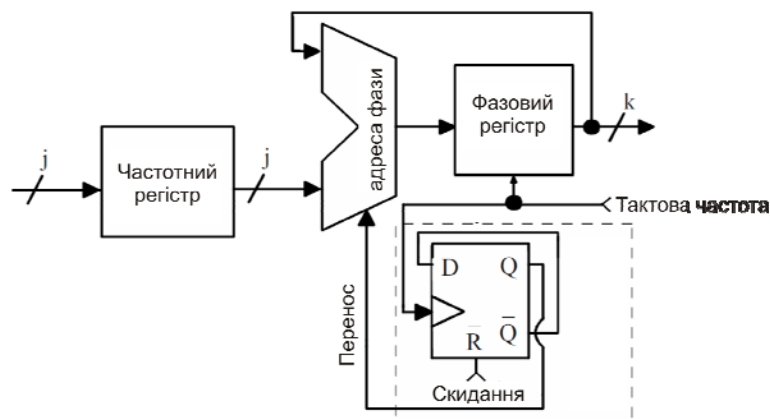 j
Частотний
регістр
j
адреса фази
Фазовий
регістр
k
Тактова частота
Перенос
D Q
R Q̅
Скидання